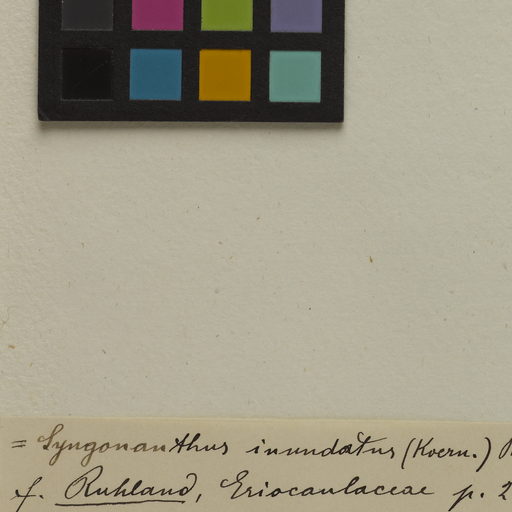 = Syngonanthus inundatus (Koern.) R
f. Ruhland, Eriocaulaceae p. 2